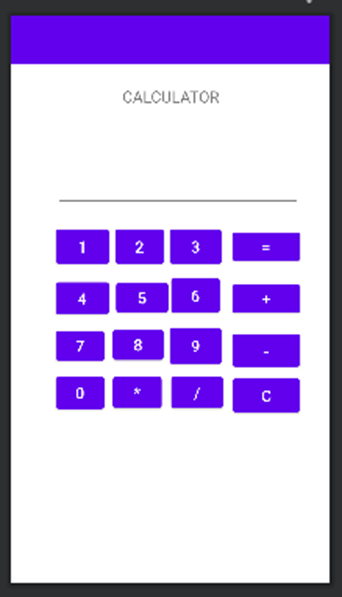 CALCULATOR
1 2 3 =
4 5 6 +
7 8 9 -
0 * / C